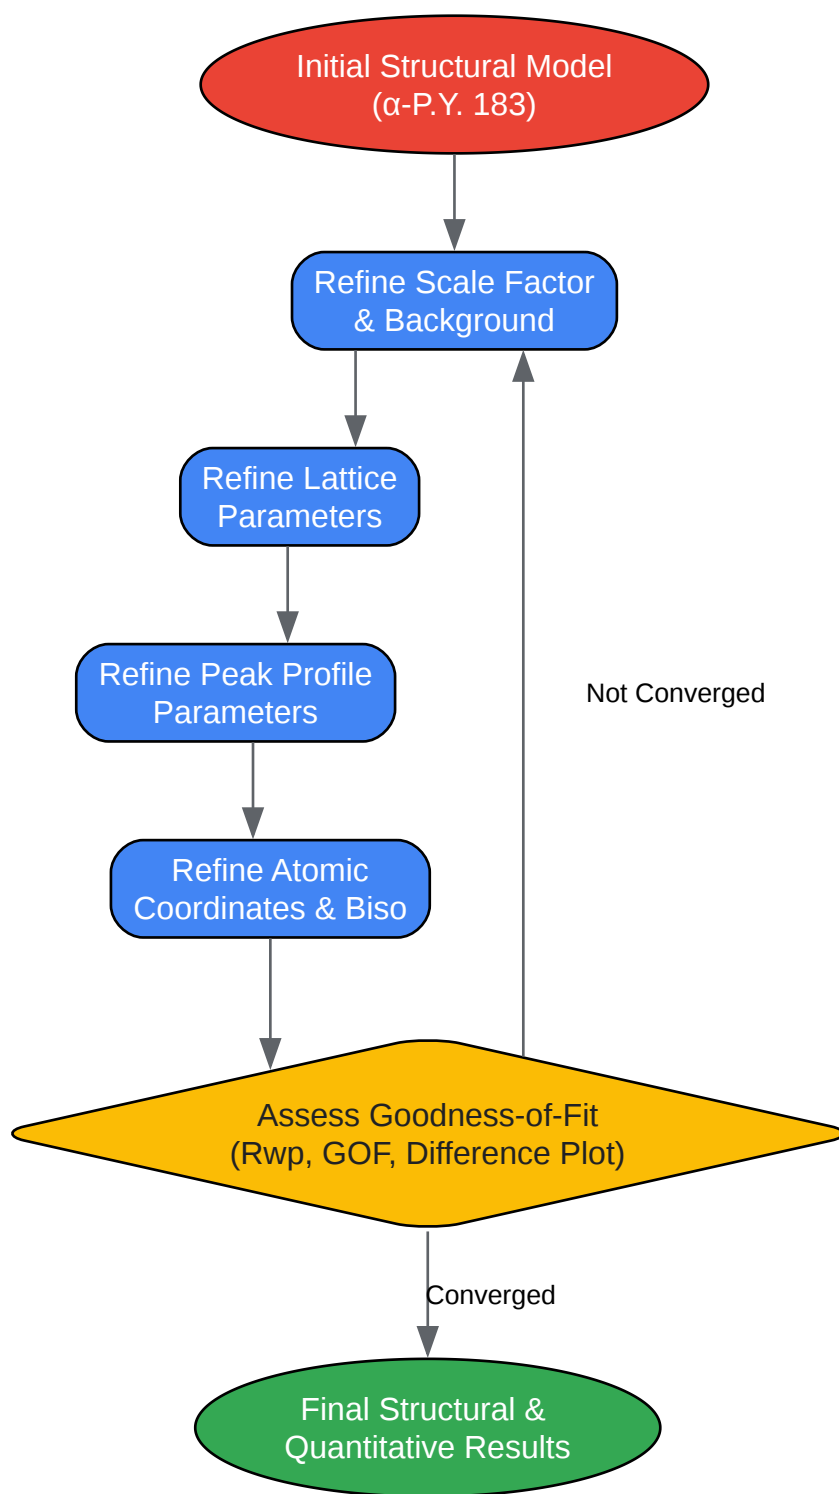 Initial Structural Model
(α-P.Y. 183)
Refine Scale Factor
& Background
Refine Lattice
Parameters
Refine Peak Profile
Parameters
Not Converged
Refine Atomic
Coordinates & Biso
Assess Goodness-of-Fit
(Rwp, GOF, Difference Plot)
Converged
Final Structural &
Quantitative Results